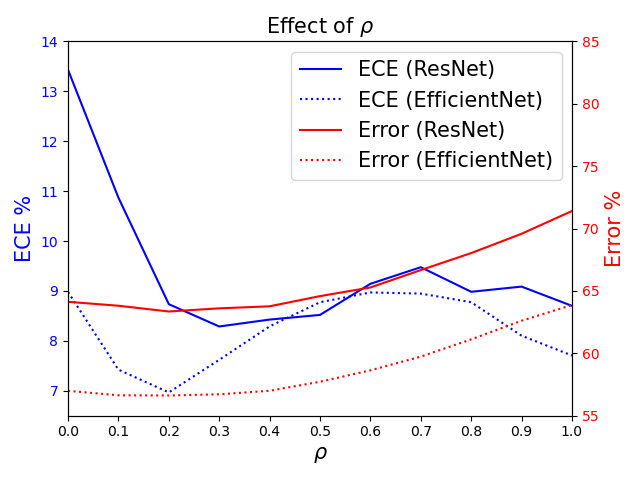 Effect of ρ
ECE (ResNet)
ECE (EfficientNet)
Error (ResNet)
Error (EfficientNet)
ECE %
14
13
12
11
10
9
8
7
Error %
85
80
75
70
65
60
55
0.0 0.1 0.2 0.3 0.4 0.5 0.6 0.7 0.8 0.9 1.0
ρ